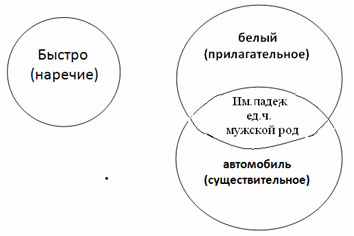 Быстро
(наречие)
белый
(прилагательное)
Им.падеж
ед.ч.
мужской род
автомобиль
(существительное)